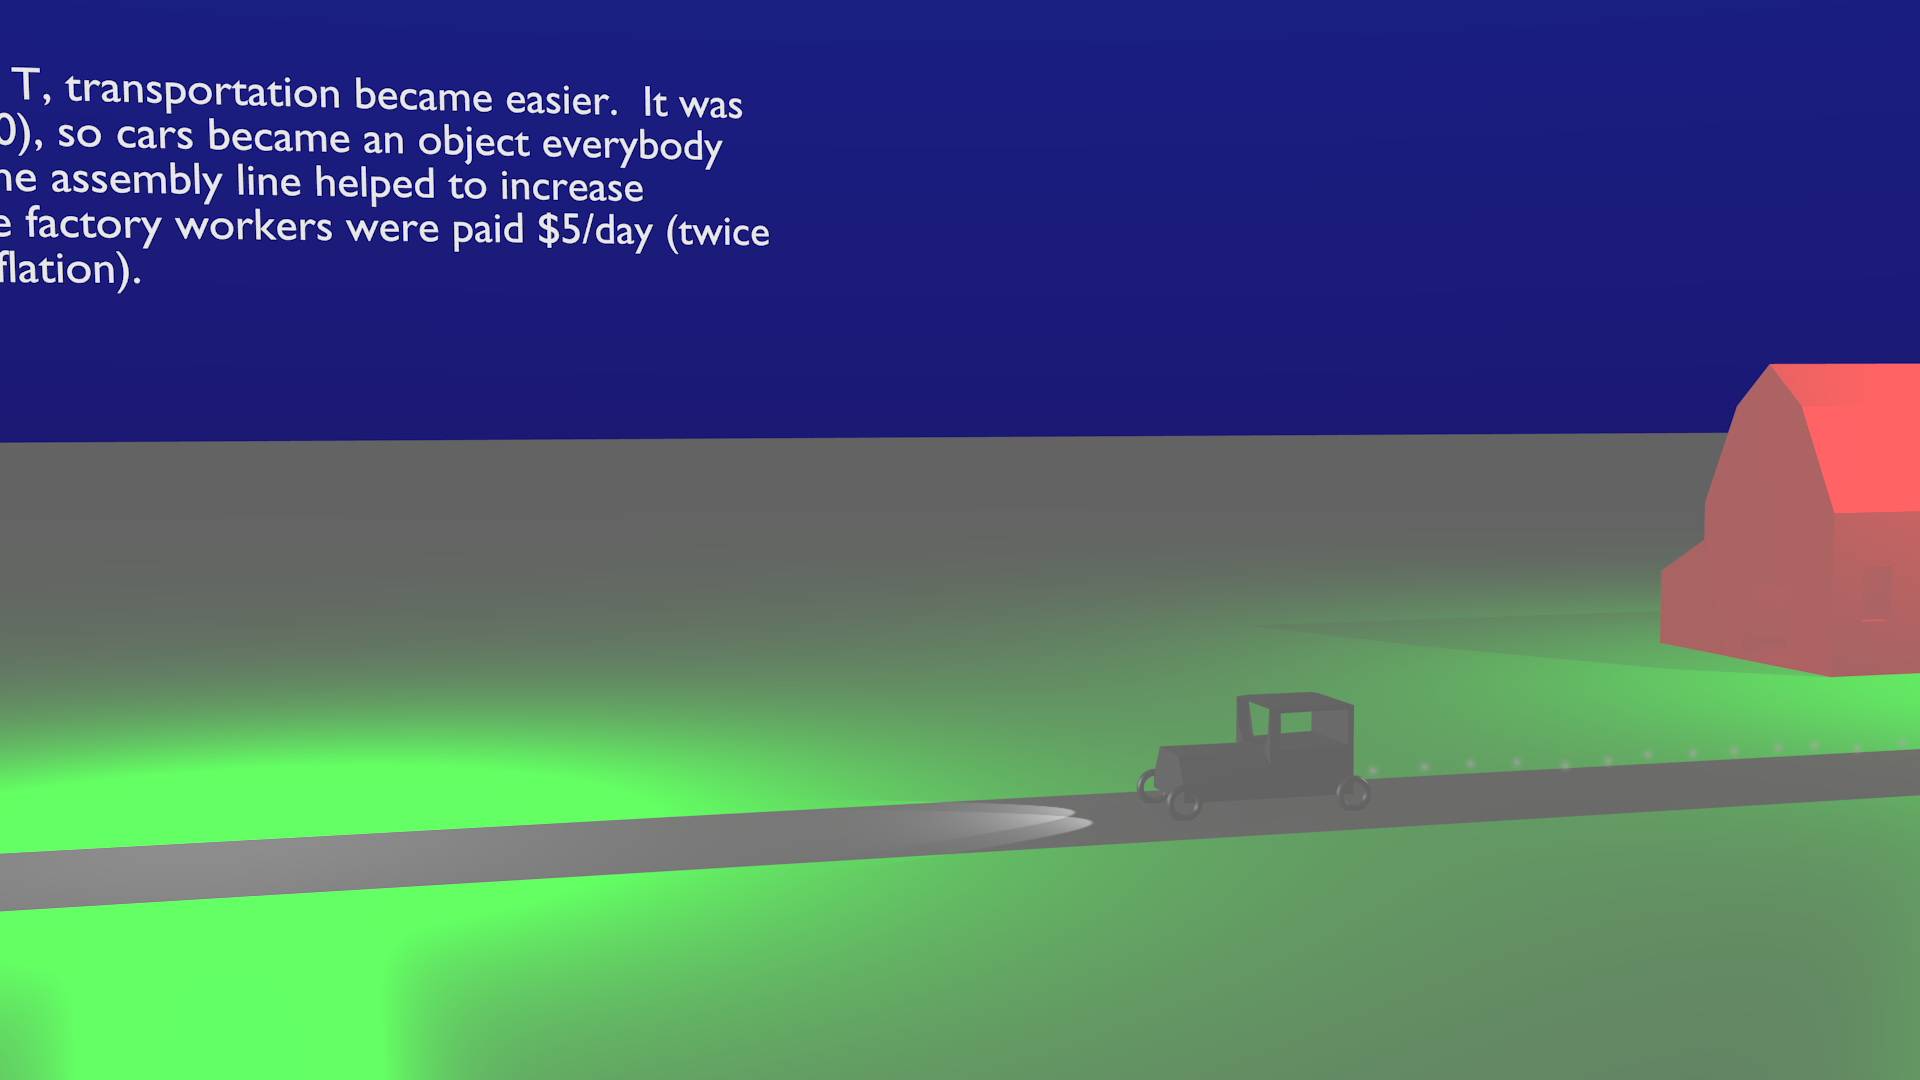 T, transportation became easier.  It was
0), so cars became an object everybody
he assembly line helped to increase
e factory workers were paid $5/day (twice
flation).